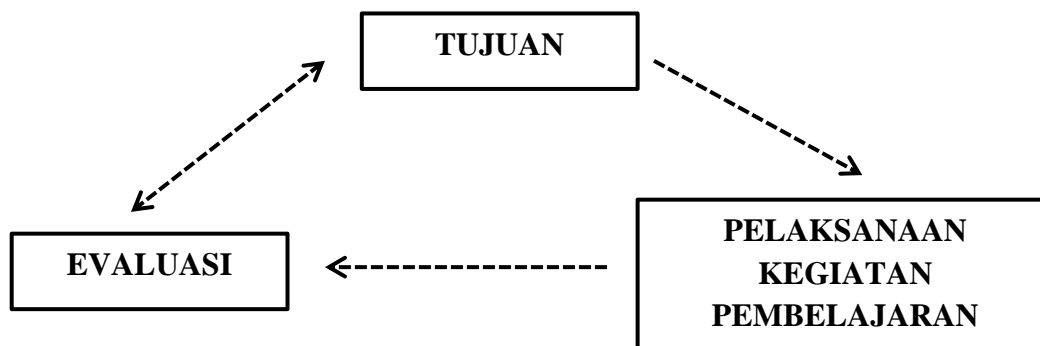 TUJUAN
EVALUASI
PELAKSANAAN
KEGIATAN
PEMBELAJARAN